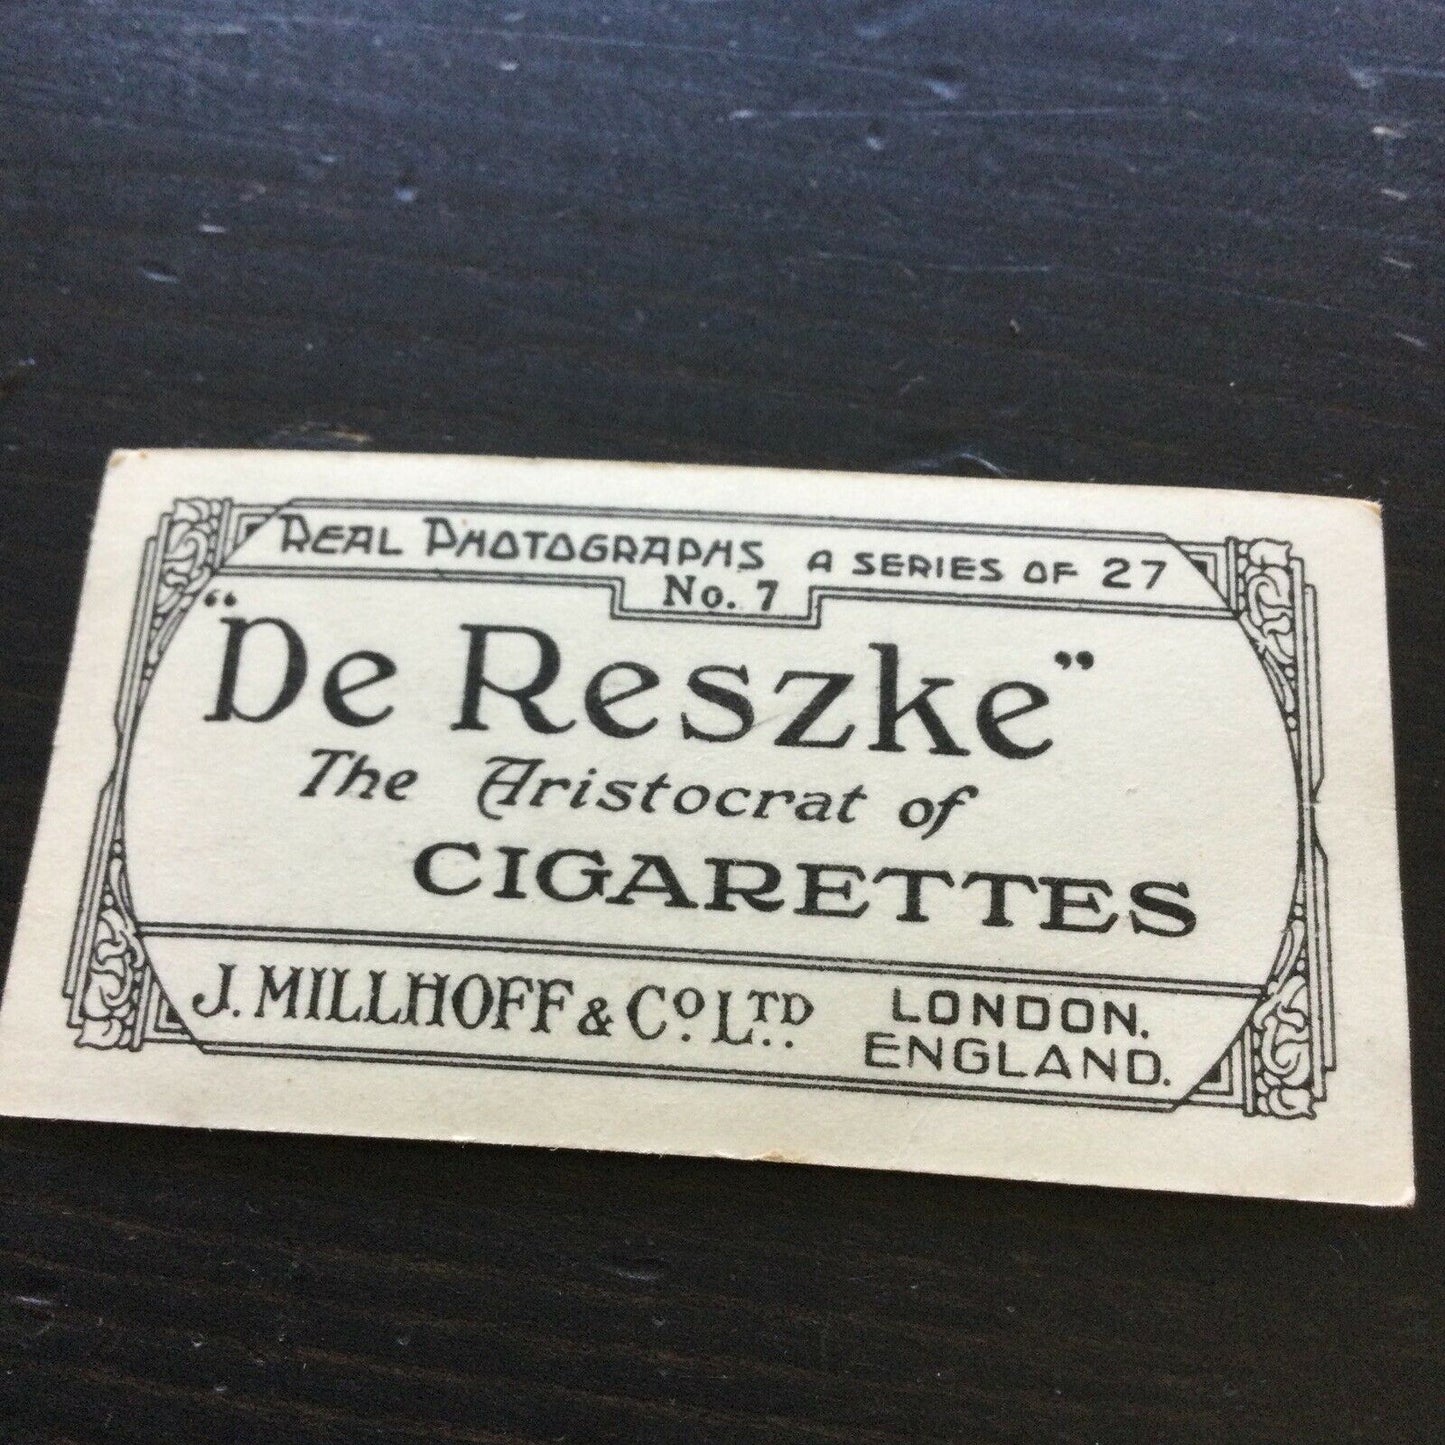 REAL PHOTOGRAPHS A SERIES OF 27
No. 7
"De Reszke"
The Aristocrat of
CIGARETTES
J. MILLHOFF & Co LTD.. LONDON.
ENGLAND.